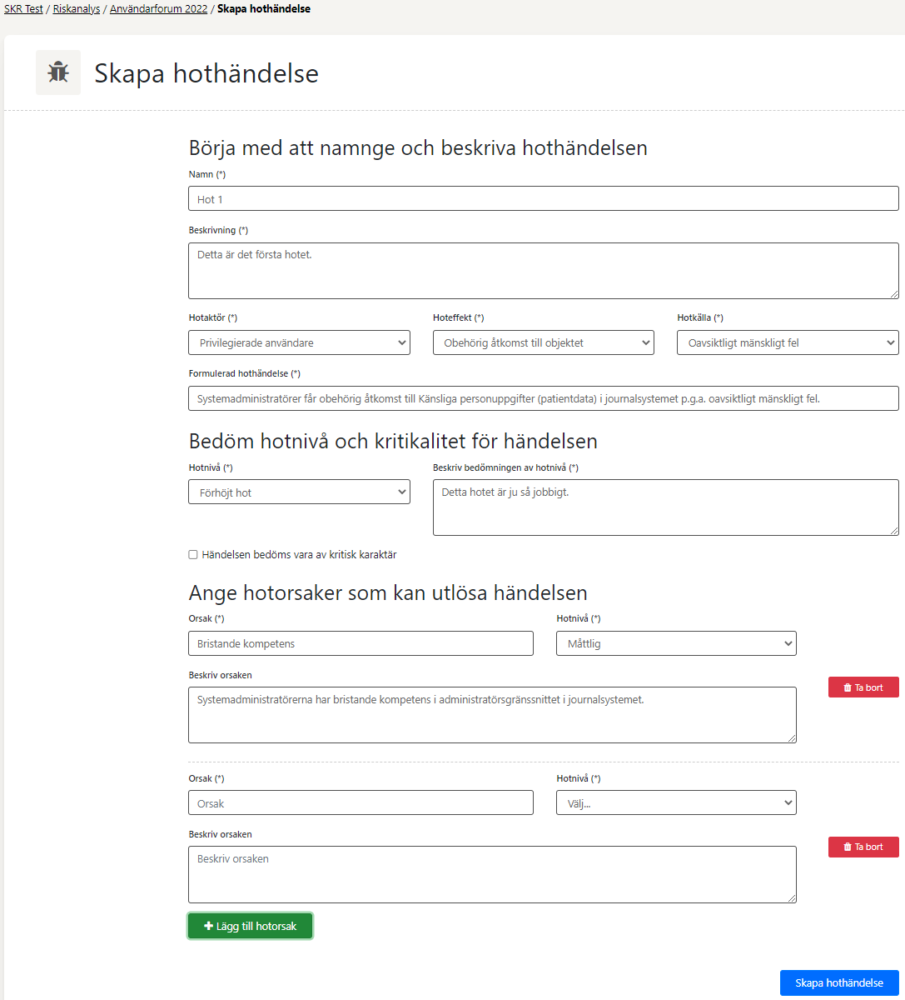 SKR Test / Riskanalys / Användarforum 2022 / Skapa hothändelse
Skapa hothändelse
Börja med att namnge och beskriva hothändelsen
Namn (*)
Hot 1
Beskrivning (*)
Detta är det första hotet.
Hotaktör (*) Hoteffekt (*) Hotkälla (*)
Privilegierade användare Obehörig åtkomst till objektet Oavsiktligt mänskligt fel
Formulerad hothändelse (*)
Systemadministratörer får obehörig åtkomst till Känsliga personuppgifter (patientdata) i journalsystemet p.g.a. oavsiktligt mänskligt fel.
Bedöm hotnivå och kritikalitet för händelsen
Hotnivå (*) Beskriv bedömningen av hotnivå (*)
Förhöjt hot Detta hotet är ju så jobbigt.
Händelsen bedöms vara av kritisk karaktär
Ange hotorsaker som kan utlösa händelsen
Orsak (*) Hotnivå (*)
Bristande kompetens Måttlig
Beskriv orsaken
Ta bort
Systemadministratörerna har bristande kompetens i administratörsgränssnittet i journalsystemet.
Orsak (*) Hotnivå (*)
Orsak Välj...
Beskriv orsaken
Ta bort
Beskriv orsaken
Lägg till hotorsak
Skapa hothändelse